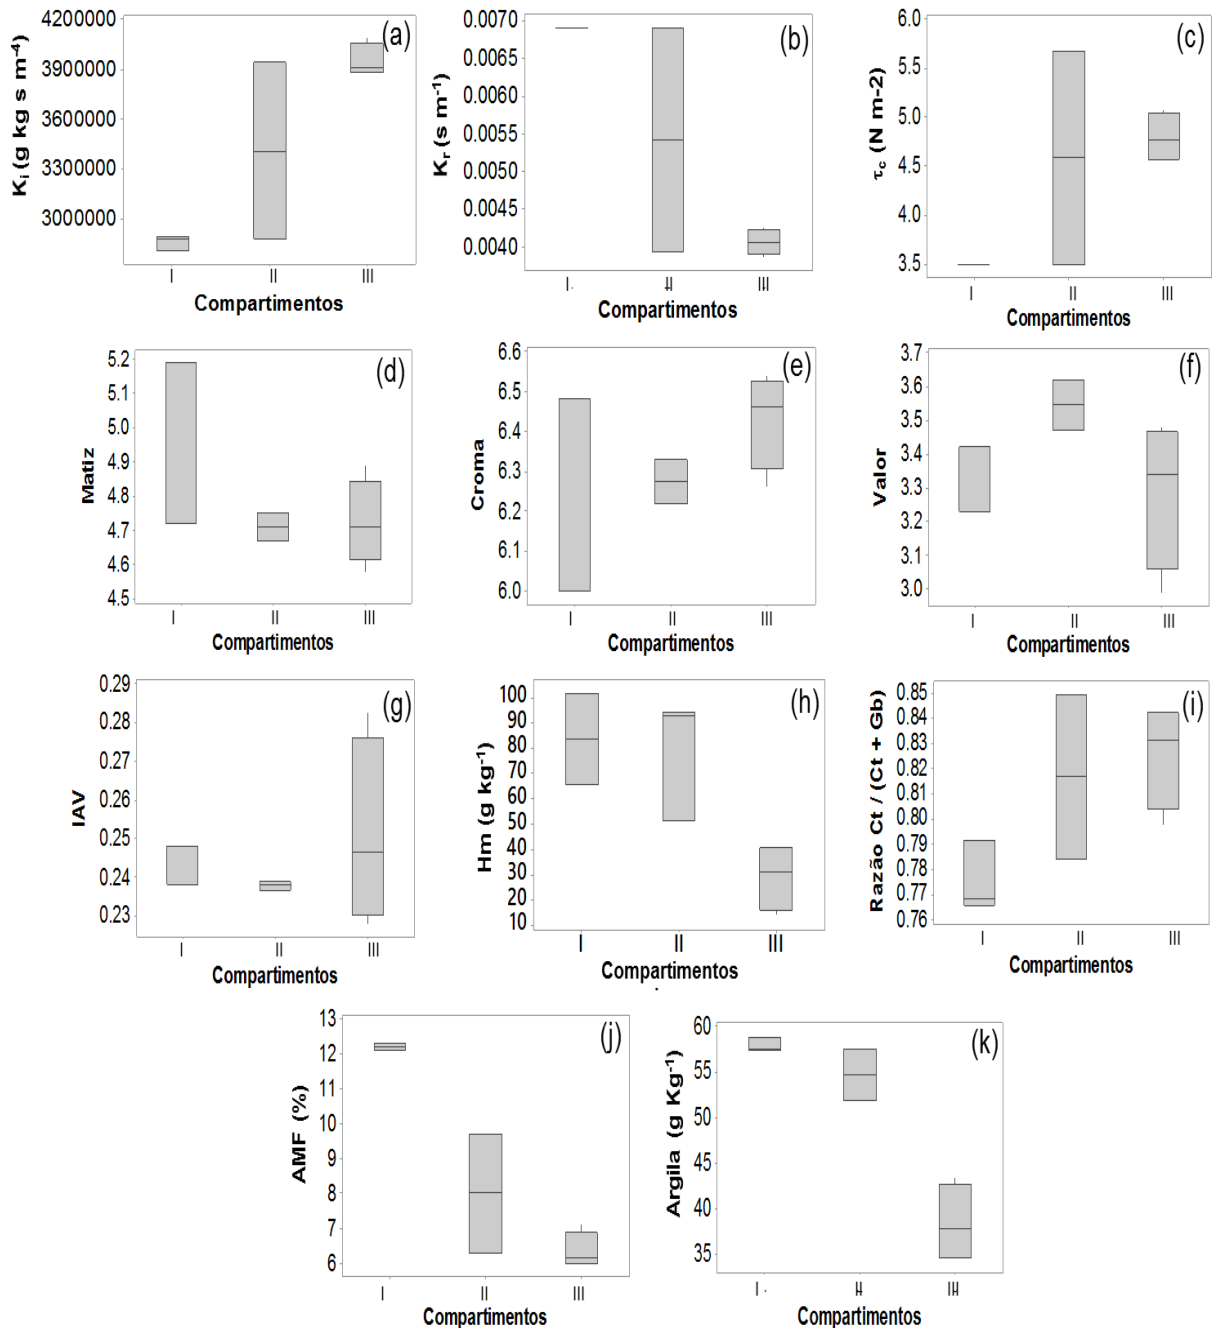 (a)
K_i (g kg s m^-4)
4200000
3900000
3600000
3300000
3000000
I II III
Compartimentos
(b)
K_r (s m^-1)
0.0070
0.0065
0.0060
0.0055
0.0050
0.0045
0.0040
I II III
Compartimentos
(c)
τ_c (N m-2)
6.0
5.5
5.0
4.5
4.0
3.5
I II III
Compartimentos
(d)
Matiz
5.2
5.1
5.0
4.9
4.8
4.7
4.6
4.5
I II III
Compartimentos
(e)
Croma
6.6
6.5
6.4
6.3
6.2
6.1
6.0
I II III
Compartimentos
(f)
Valor
3.7
3.6
3.5
3.4
3.3
3.2
3.1
3.0
I II III
Compartimentos
(g)
IAV
0.29
0.28
0.27
0.26
0.25
0.24
0.23
I II III
Compartimentos
(h)
Hm (g kg^-1)
100
90
80
70
60
50
40
30
20
10
I II III
Compartimentos
(i)
Razão Ct / (Ct + Gb)
0.85
0.84
0.83
0.82
0.81
0.80
0.79
0.78
0.77
0.76
I II III
Compartimentos
(j)
AMF (%)
13
12
11
10
9
8
7
6
I II III
Compartimentos
(k)
Argila (g Kg^-1)
60
55
50
45
40
35
I II III
Compartimentos